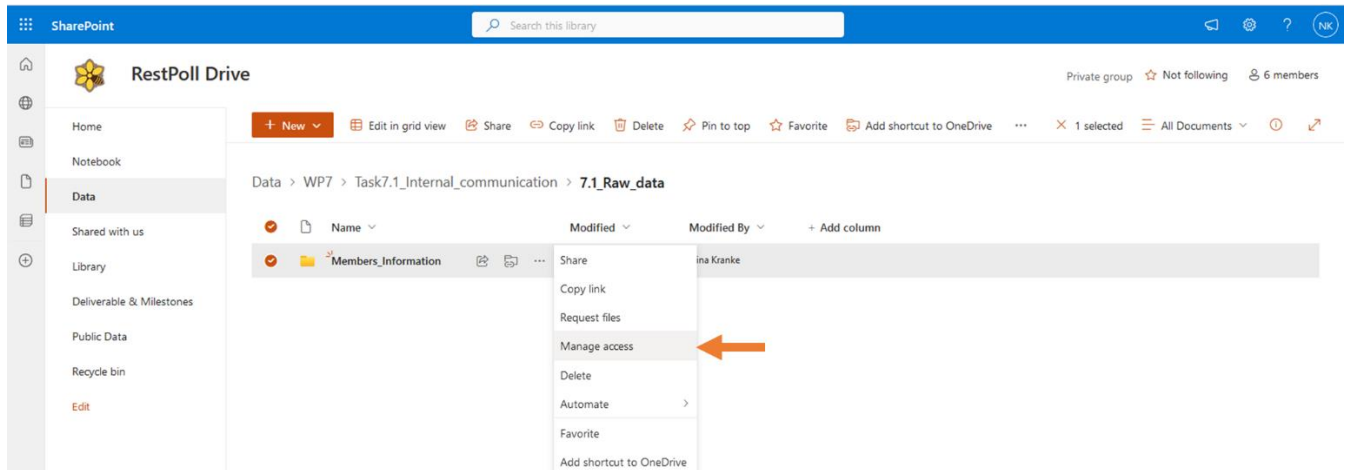 SharePoint
Search this library
?
NK
RestPoll Drive
Private group
Not following
6 members
+ New
Edit in grid view
Share
Copy link
Delete
Pin to top
Favorite
Add shortcut to OneDrive
...
1 selected
All Documents
Home
Notebook
Data
Shared with us
Library
Deliverable & Milestones
Public Data
Recycle bin
Edit
Data > WP7 > Task7.1_Internal_communication > 7.1_Raw_data
Name
Modified
Modified By
+ Add column
Members_Information
...
ina Kranke
Share
Copy link
Request files
Manage access
Delete
Automate
Favorite
Add shortcut to OneDrive